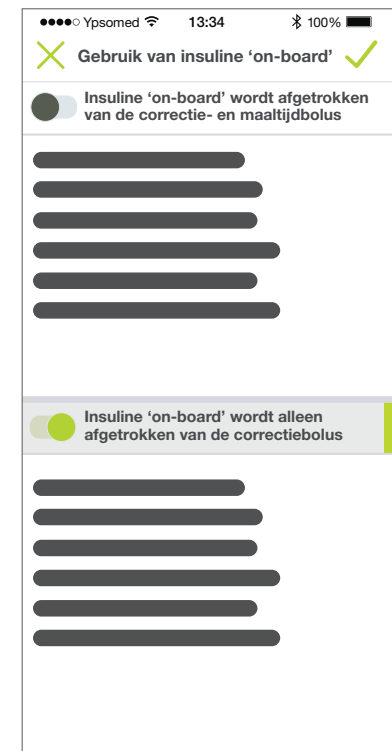 Ypsomed 13:34 100%
Gebruik van insuline ‘on-board’
Insuline ‘on-board’ wordt afgetrokken
van de correctie- en maaltijdbolus
Insuline ‘on-board’ wordt alleen
afgetrokken van de correctiebolus